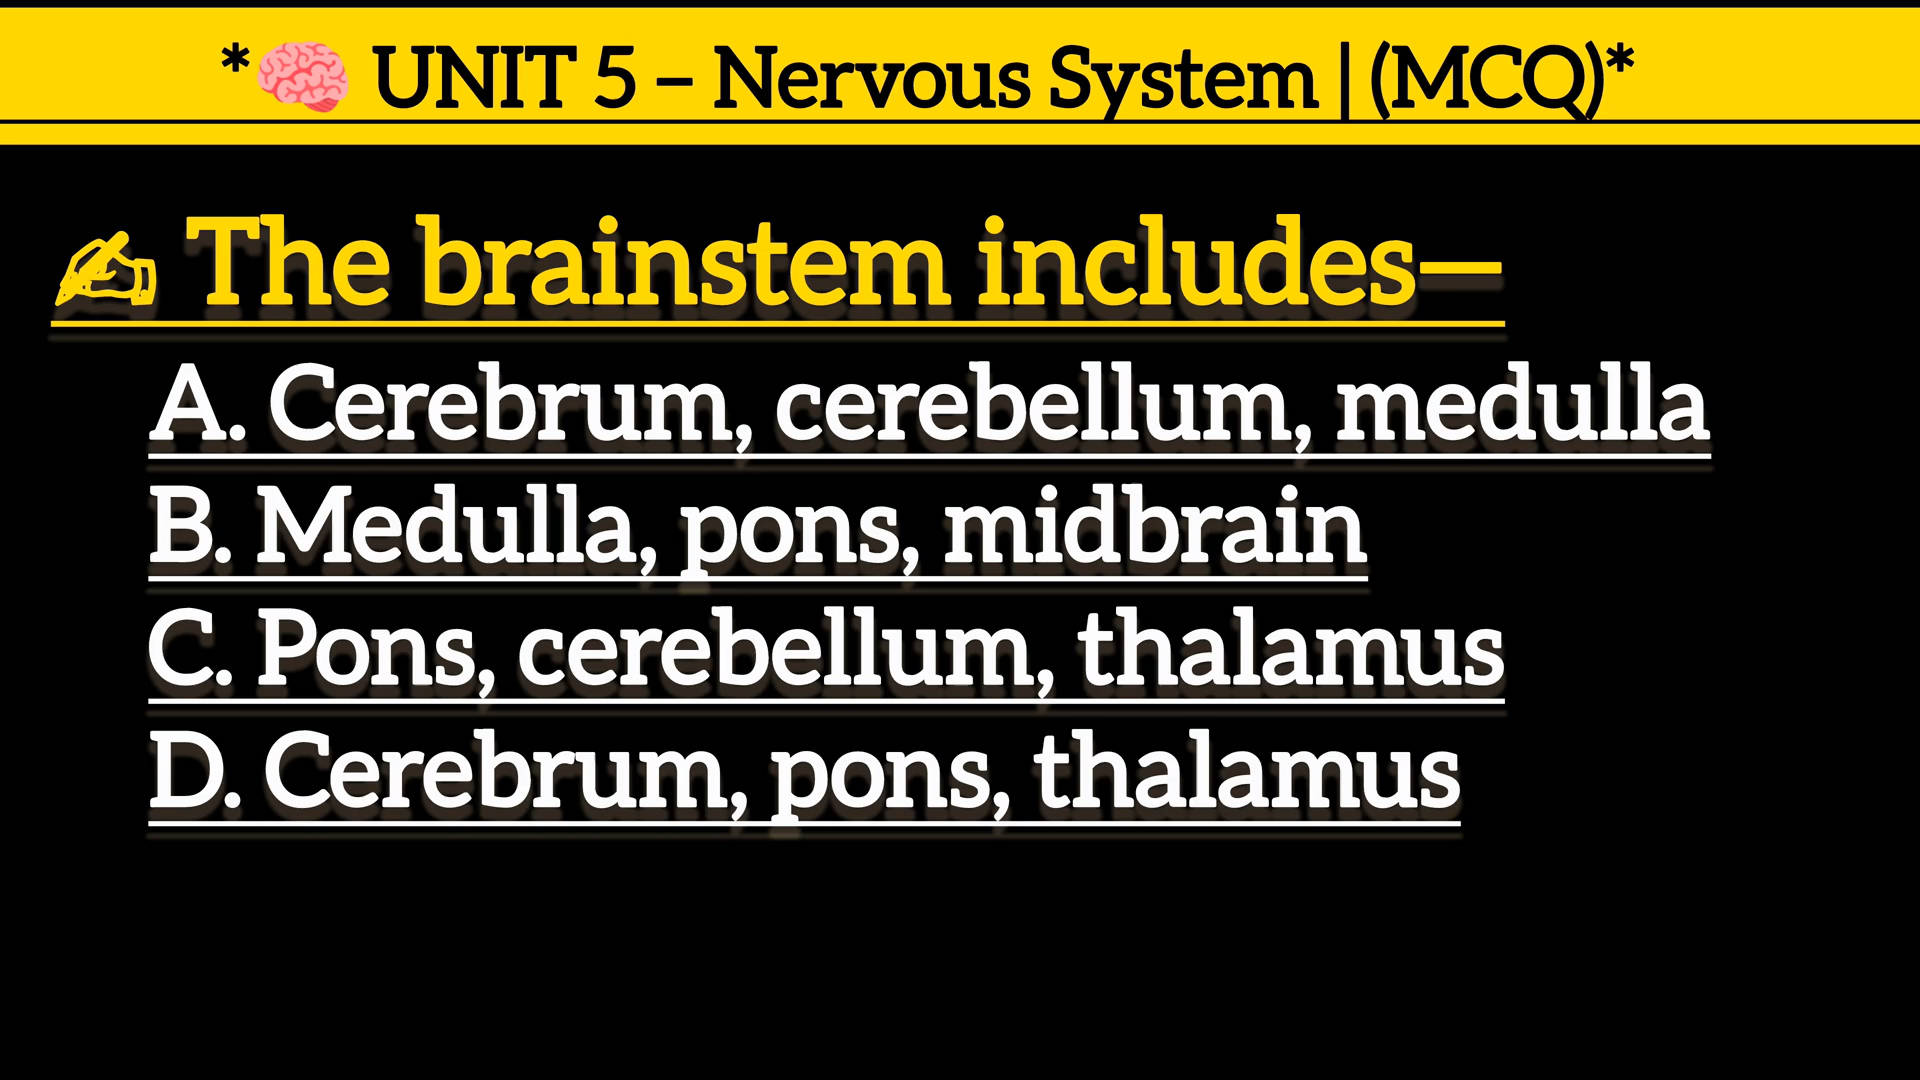 *🧠 UNIT 5 – Nervous System | (MCQ)*
✍ The brainstem includes—
A. Cerebrum, cerebellum, medulla
B. Medulla, pons, midbrain
C. Pons, cerebellum, thalamus
D. Cerebrum, pons, thalamus